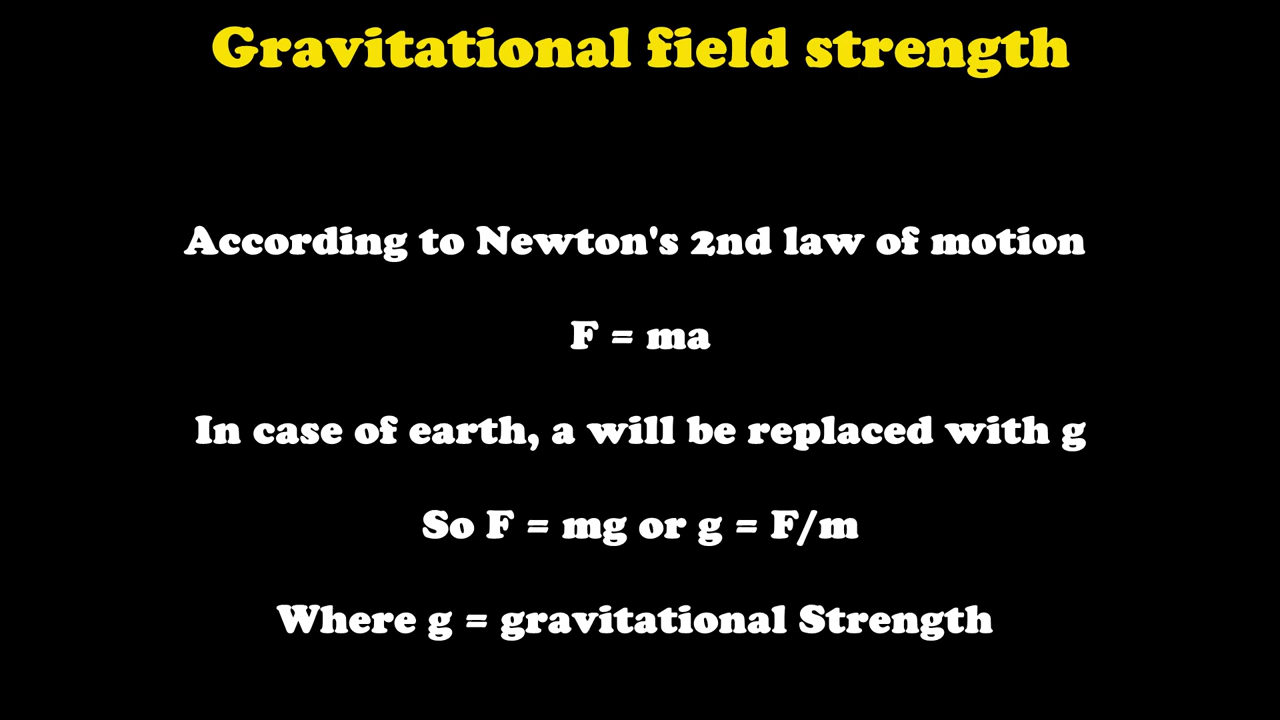 Gravitational field strength
According to Newton's 2nd law of motion
F = ma
In case of earth, a will be replaced with g
So F = mg or g = F/m
Where g = gravitational Strength